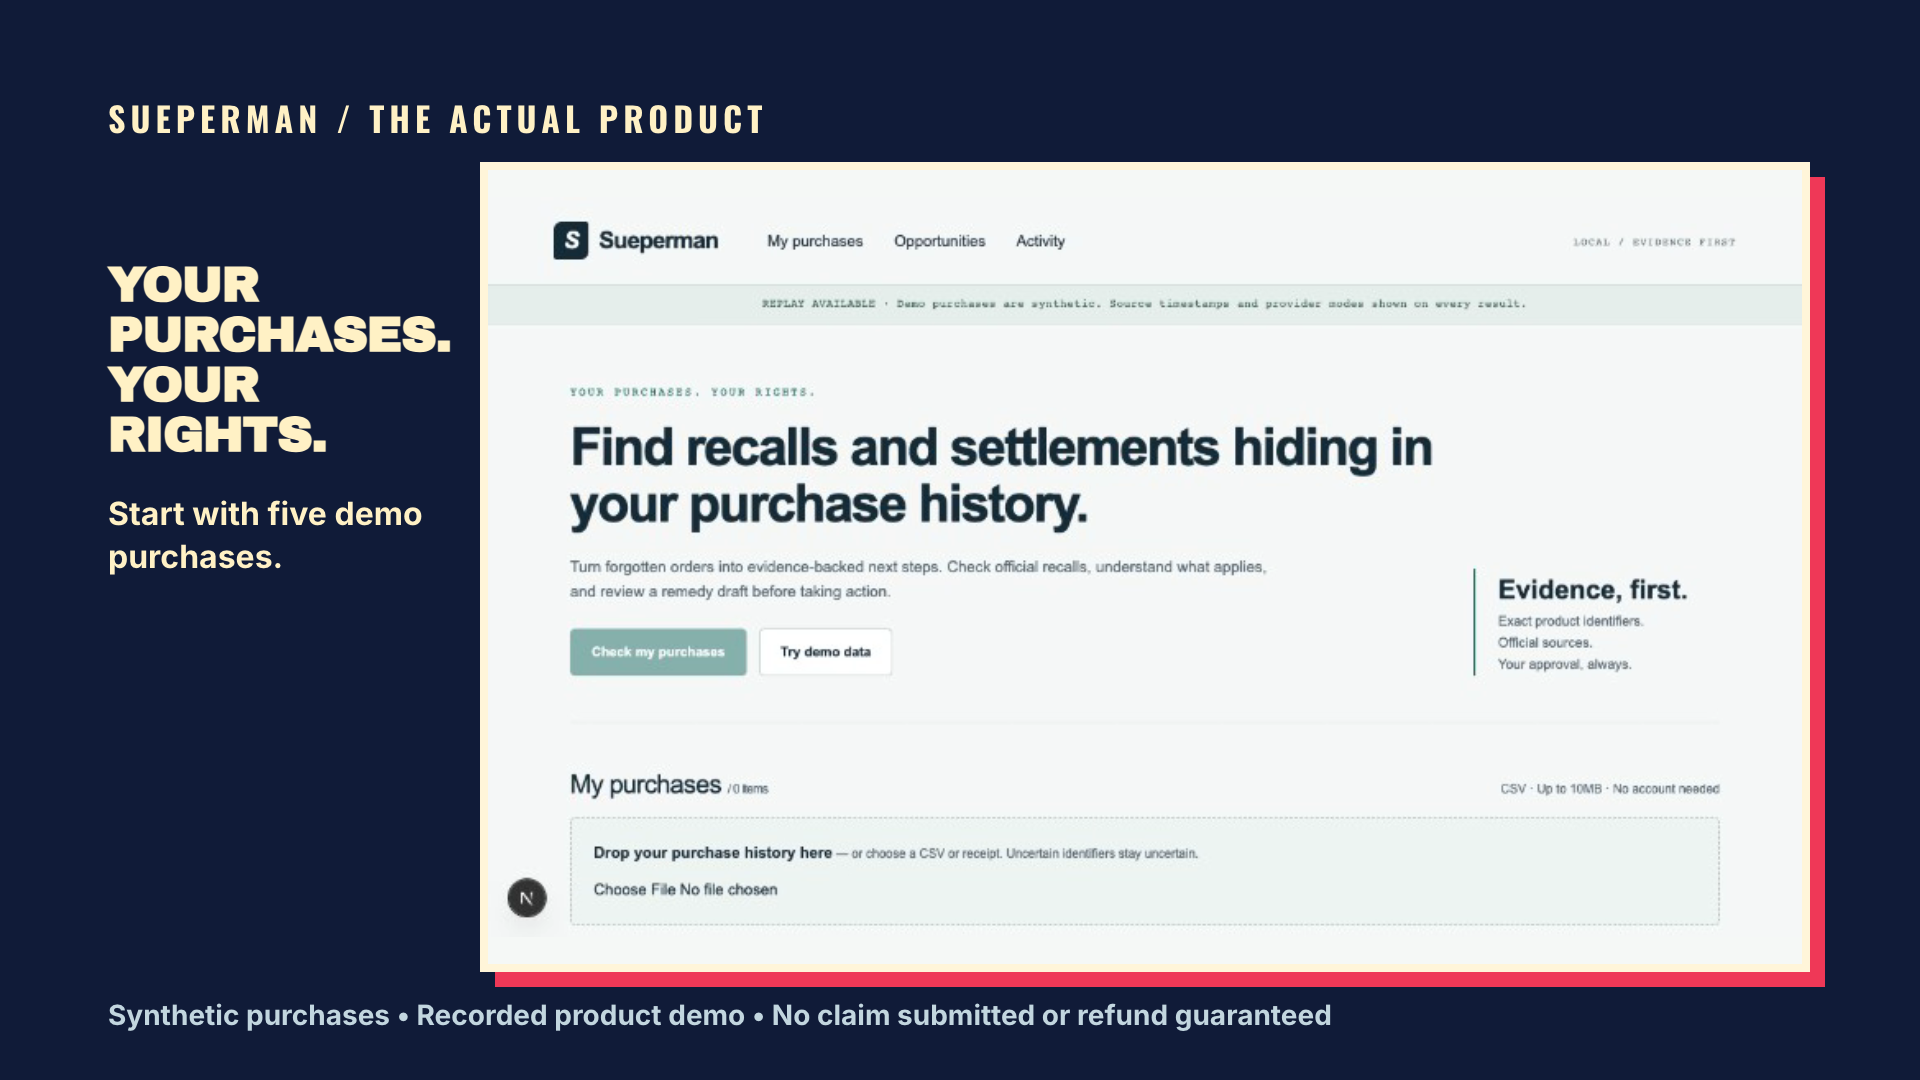 SUEPERMAN / THE ACTUAL PRODUCT
YOUR
PURCHASES.
YOUR
RIGHTS.
Start with five demo
purchases.
S Sueperman My purchases Opportunities Activity LOCAL / EVIDENCE FIRST
REPLAY AVAILABLE · Demo purchases are synthetic. Source timestamps and provider modes shown on every result.
YOUR PURCHASES. YOUR RIGHTS.
Find recalls and settlements hiding in
your purchase history.
Turn forgotten orders into evidence-backed next steps. Check official recalls, understand what applies,
and review a remedy draft before taking action.
Check my purchases Try demo data
Evidence, first.
Exact product identifiers.
Official sources.
Your approval, always.
My purchases / 0 items CSV · Up to 10MB · No account needed
Drop your purchase history here — or choose a CSV or receipt. Uncertain identifiers stay uncertain.
Choose File No file chosen
N
Synthetic purchases • Recorded product demo • No claim submitted or refund guaranteed